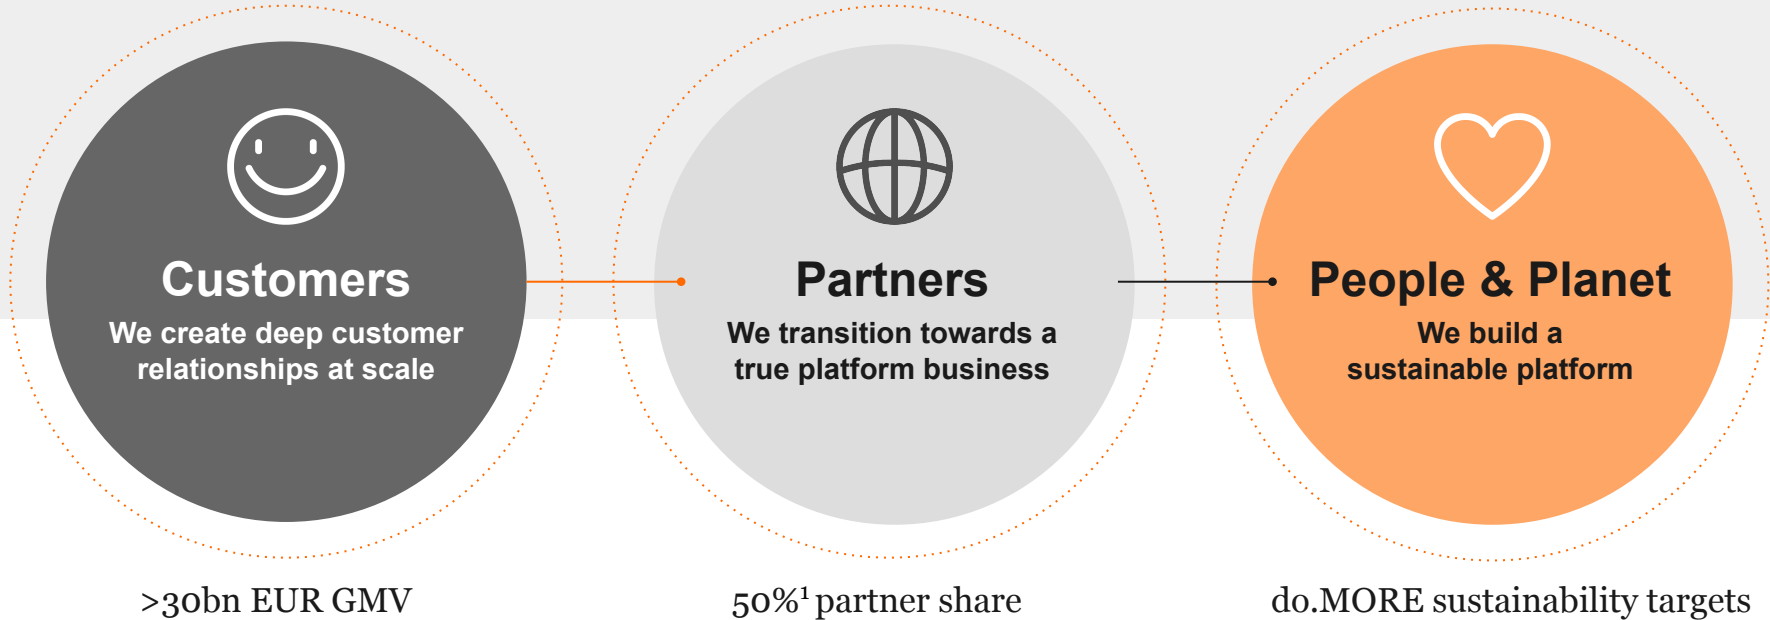 Customers
We create deep customer
relationships at scale
>30bn EUR GMV
Partners
We transition towards a
true platform business
50%¹ partner share
People & Planet
We build a
sustainable platform
do.MORE sustainability targets